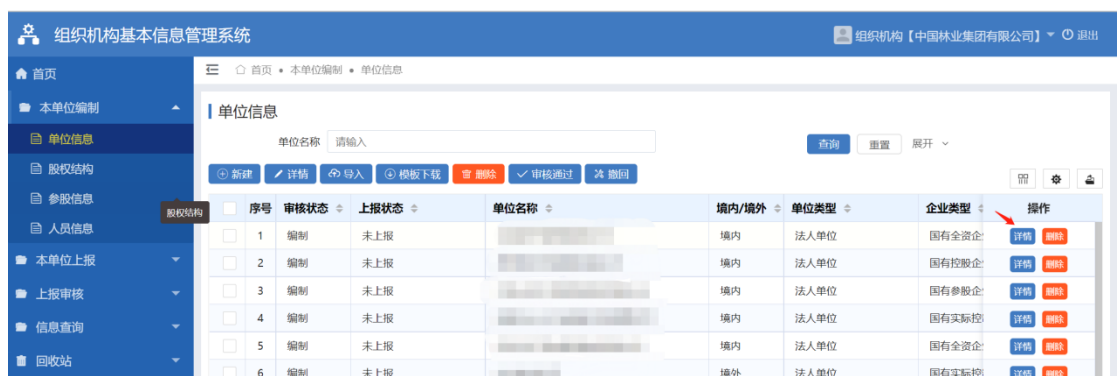 组织机构基本信息管理系统
组织机构【中国林业集团有限公司】 退出
首页
本单位编制
单位信息
股权结构
参股信息
人员信息
本单位上报
上报审核
信息查询
回收站
股权结构
首页 • 本单位编制 • 单位信息
单位信息
单位名称 请输入 查询 重置 展开
新建 详情 导入 模板下载 删除 审核通过 撤回
序号 审核状态 上报状态 单位名称 境内/境外 单位类型 企业类型 操作
1 编制 未上报 境内 法人单位 国有全资企 详情 删除
2 编制 未上报 境内 法人单位 国有控股企 详情 删除
3 编制 未上报 境内 法人单位 国有参股企 详情 删除
4 编制 未上报 境内 法人单位 国有实际控 详情 删除
5 编制 未上报 境内 法人单位 国有全资企 详情 删除
6 编制 未上报 境外 法人单位 国有实际控 详情 删除